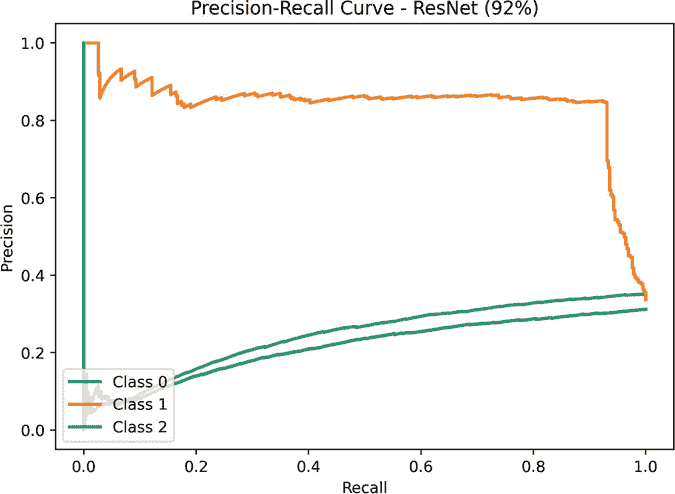 Precision-Recall Curve - ResNet (92%)
1.0
0.8
0.6
0.4
0.2
0.0
Precision
Class 0
Class 1
Class 2
0.0 0.2 0.4 0.6 0.8 1.0
Recall